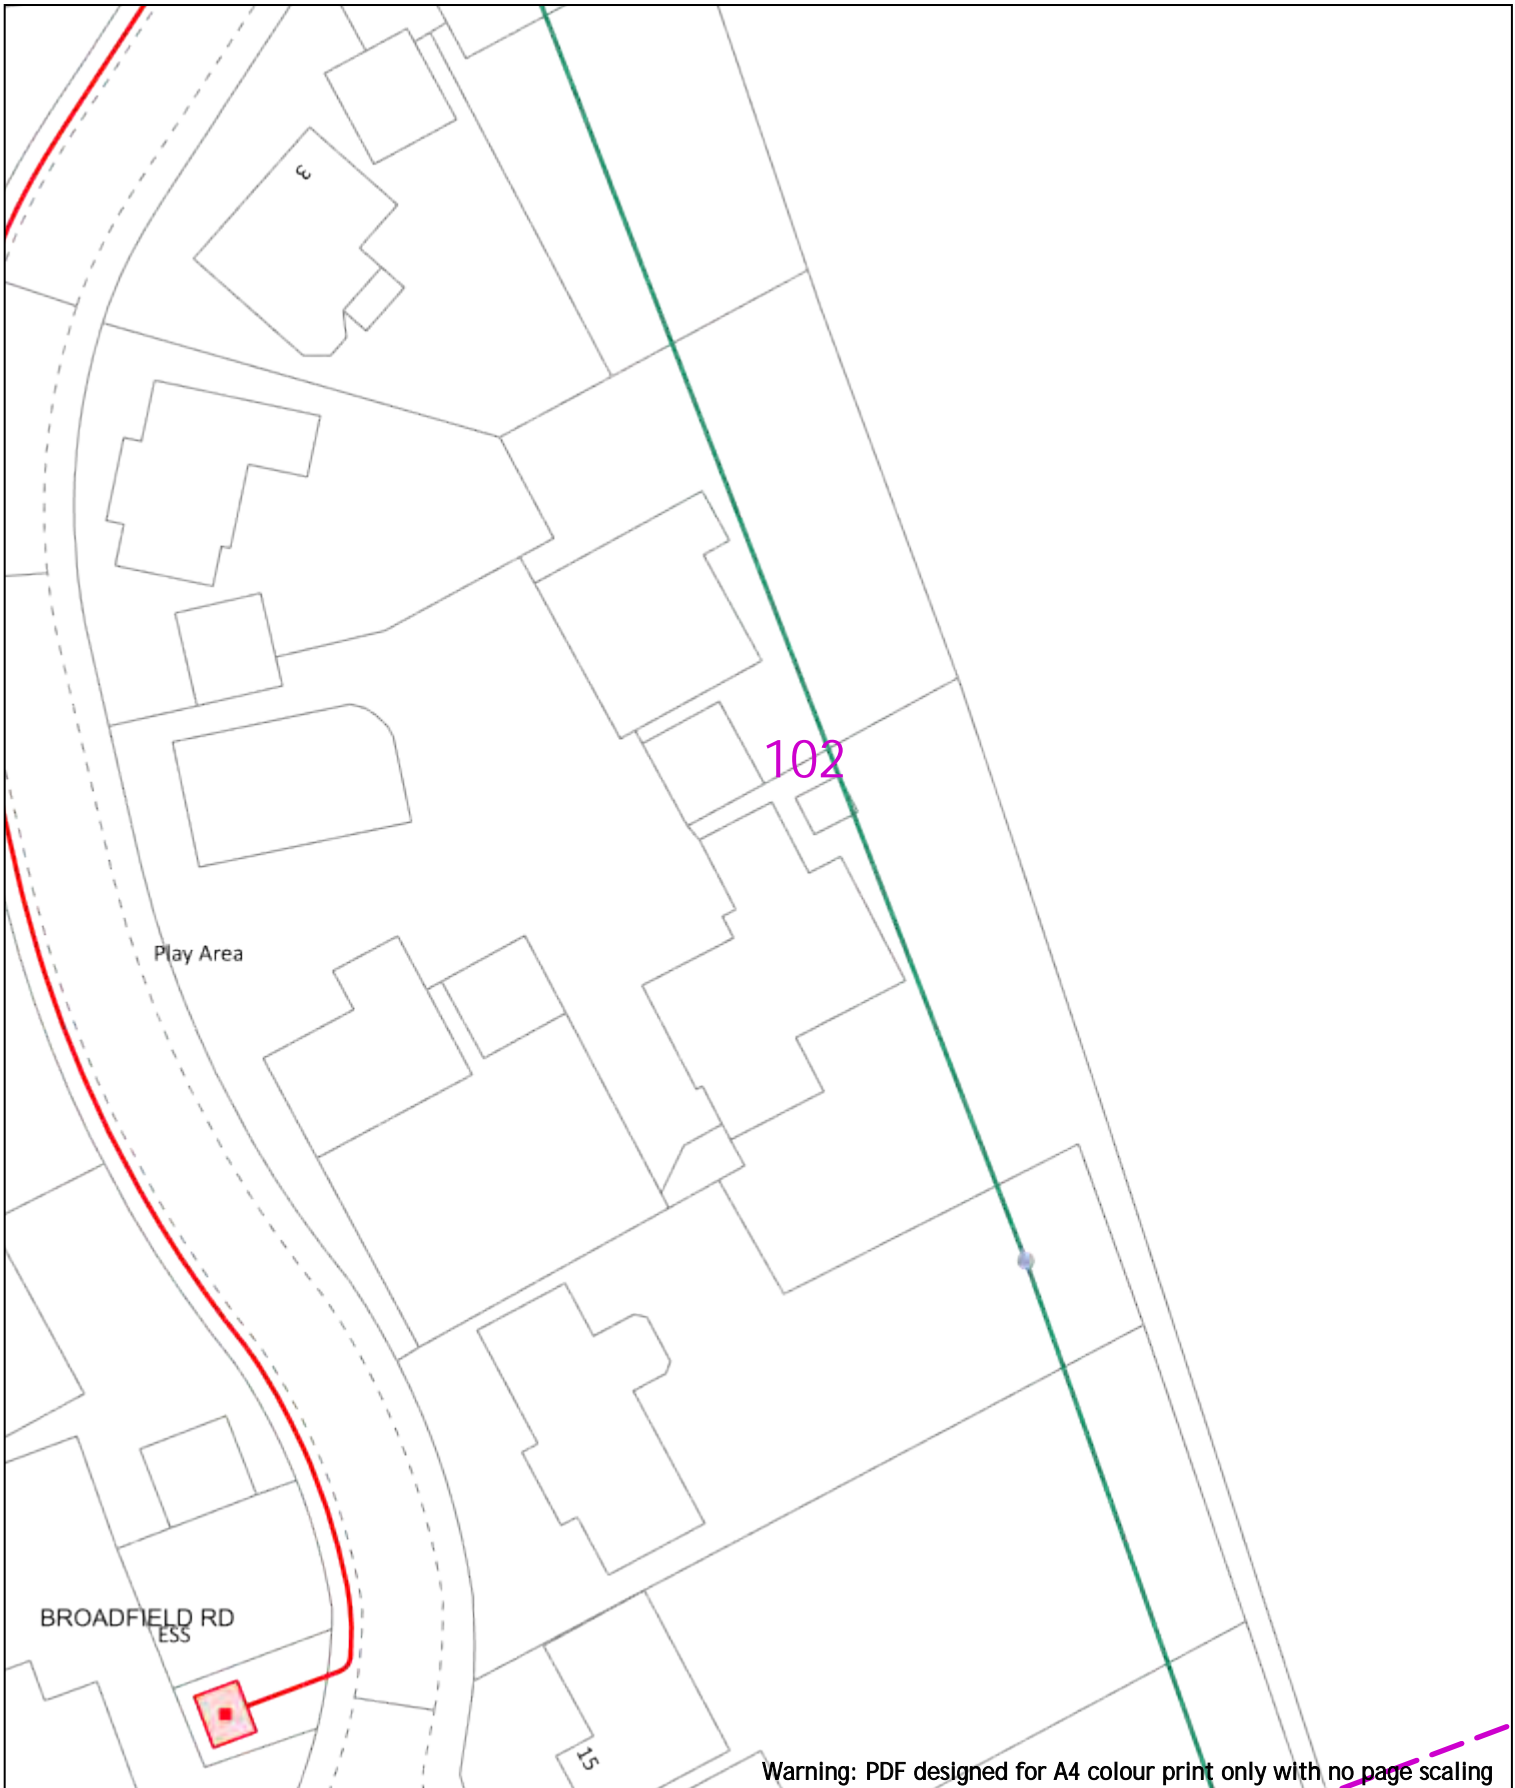 3
102
Play Area
BROADFIELD RD
ESS
15
Warning: PDF designed for A4 colour print only with no page scaling